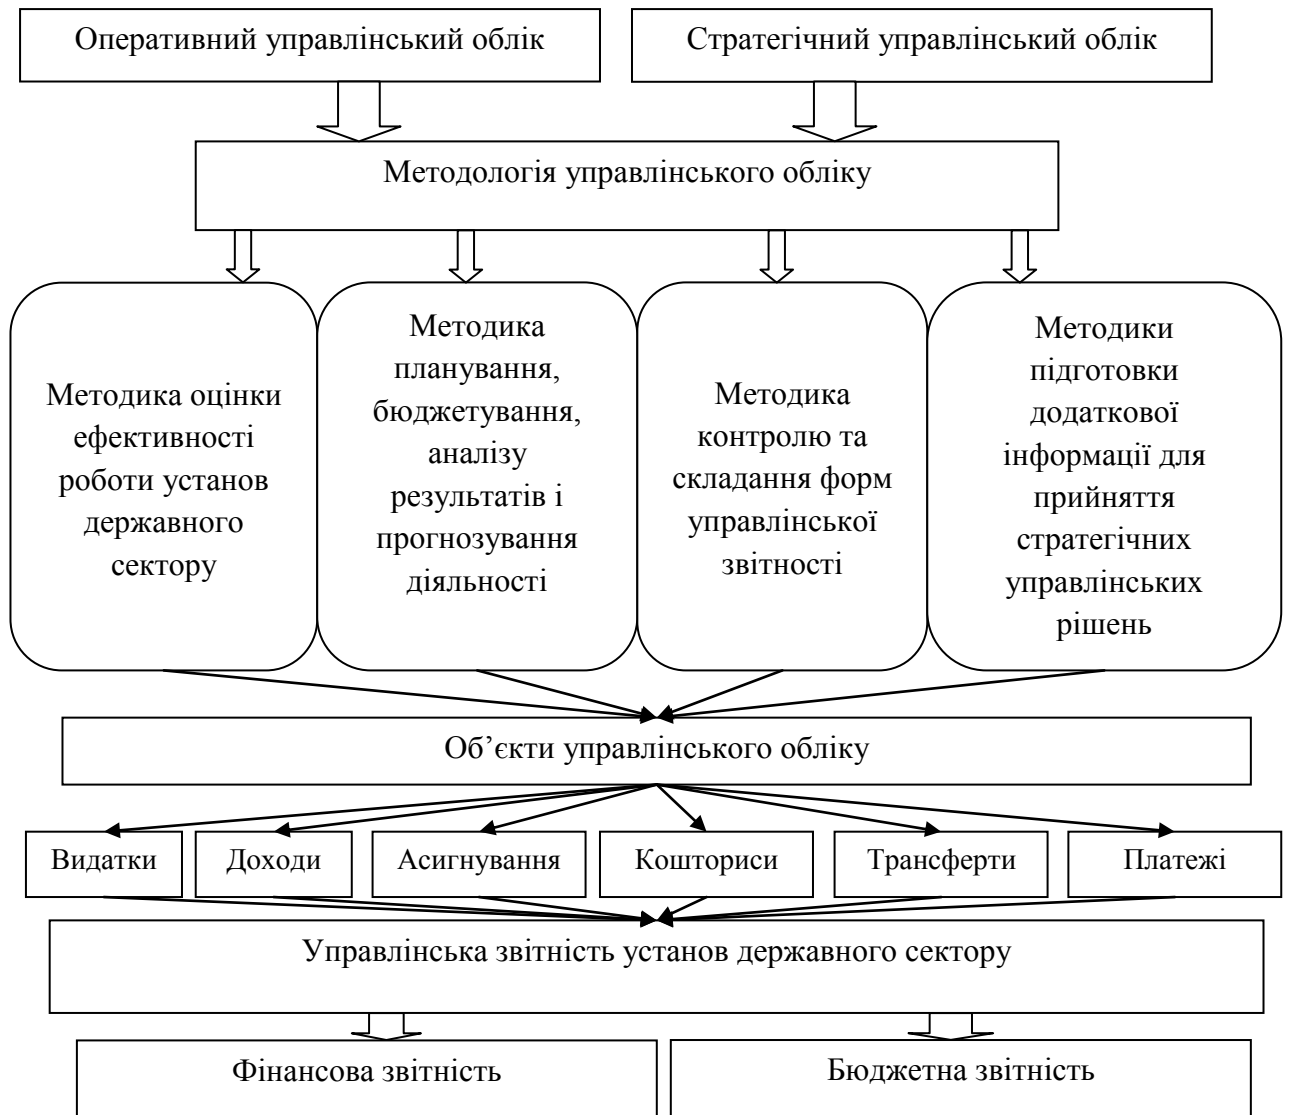 Оперативний управлінський облік
Стратегічний управлінський облік
Методологія управлінського обліку
Методика оцінки
ефективності
роботи установ
державного
сектору
Методика
планування,
бюджетування,
аналізу
результатів і
прогнозування
діяльності
Методика
контролю та
складання форм
управлінської
звітності
Методики
підготовки
додаткової
інформації для
прийняття
стратегічних
управлінських
рішень
Об’єкти управлінського обліку
Видатки
Доходи
Асигнування
Кошториси
Трансферти
Платежі
Управлінська звітність установ державного сектору
Фінансова звітність
Бюджетна звітність